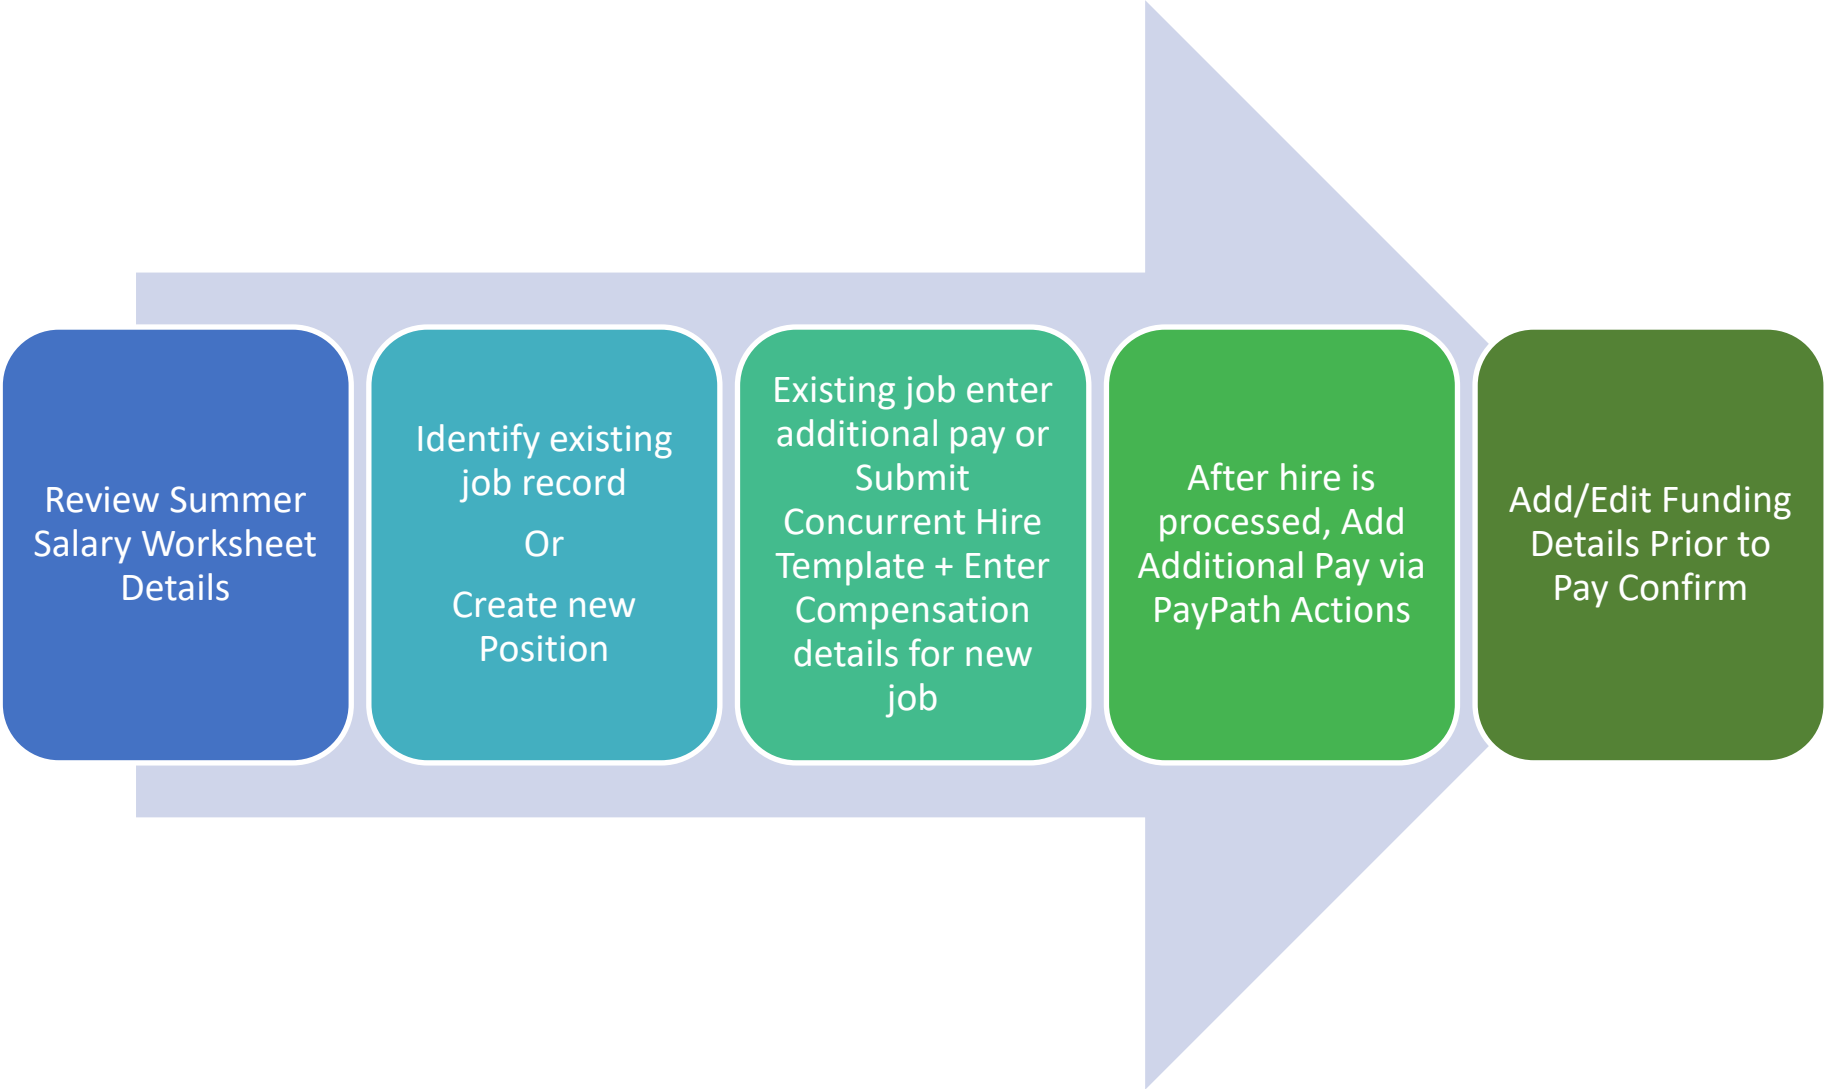 Review Summer
Salary Worksheet
Details
Identify existing
job record
Or
Create new
Position
Existing job enter
additional pay or
Submit
Concurrent Hire
Template + Enter
Compensation
details for new
job
After hire is
processed, Add
Additional Pay via
PayPath Actions
Add/Edit Funding
Details Prior to
Pay Confirm